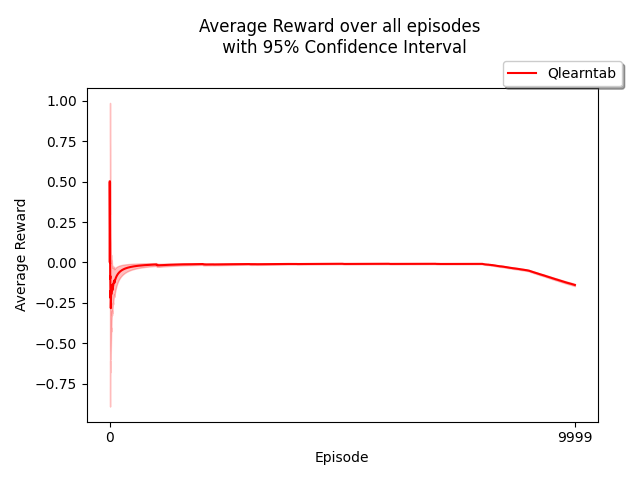 Average Reward over all episodes
with 95% Confidence Interval
Qlearntab
1.00
0.75
0.50
0.25
0.00
−0.25
−0.50
−0.75
Average Reward
0
9999
Episode